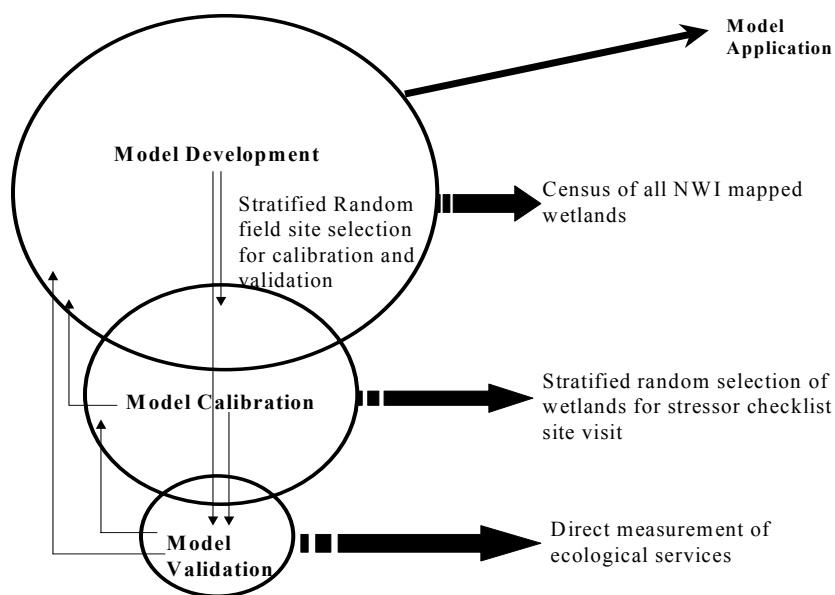 Model
Application
Model Development
Stratified Random
field site selection
for calibration and
validation
Census of all NWI mapped
wetlands
Model Calibration
Stratified random selection of
wetlands for stressor checklist
site visit
Model
Validation
Direct measurement of
ecological services